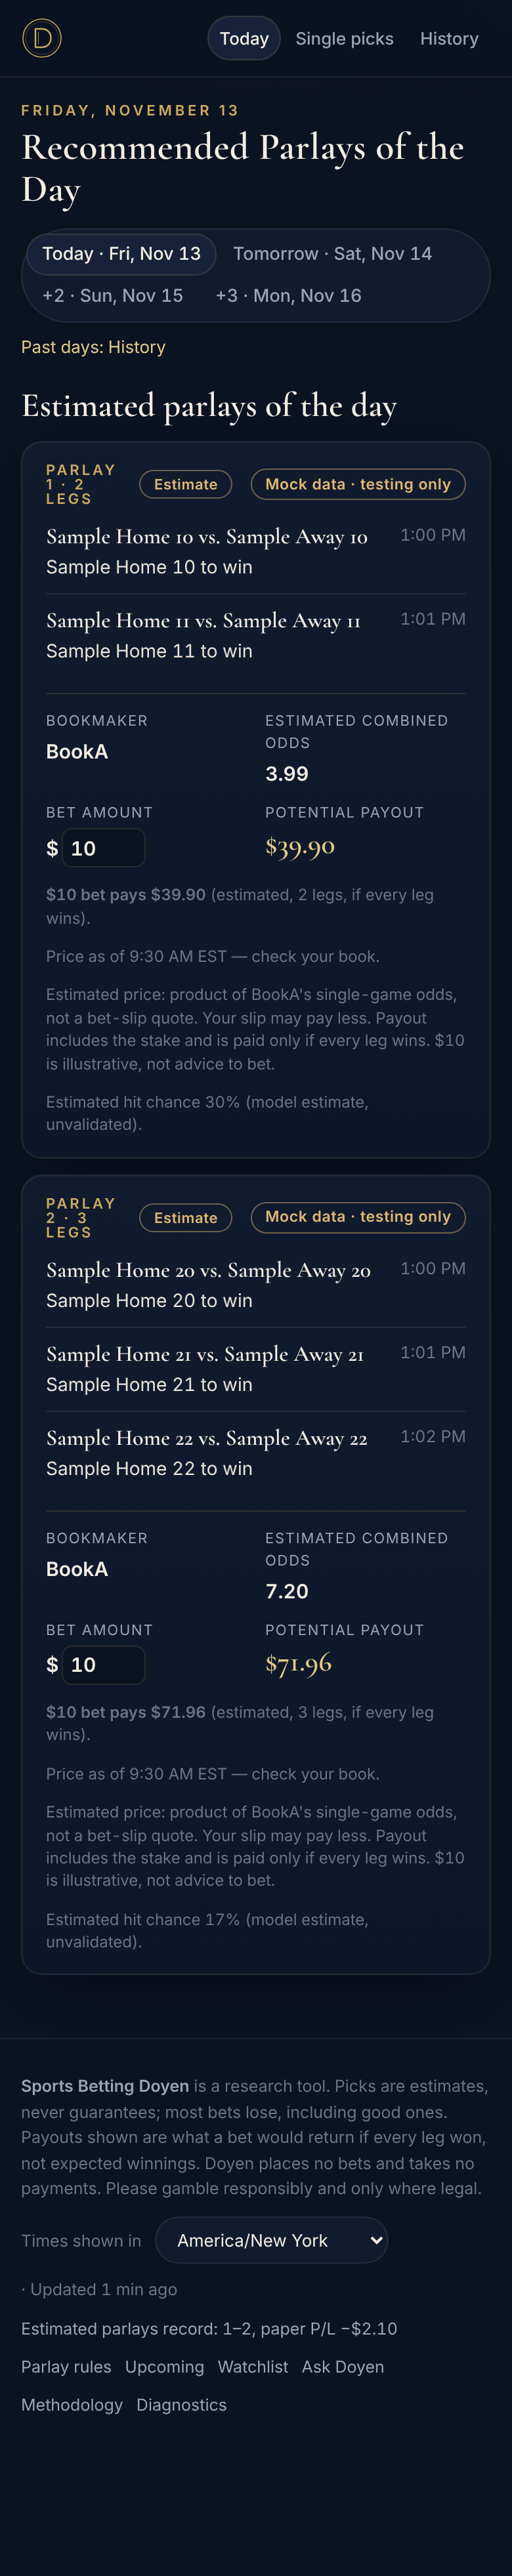 D
Today Single picks History
FRIDAY, NOVEMBER 13
Recommended Parlays of the
Day
Today · Fri, Nov 13 Tomorrow · Sat, Nov 14
+2 · Sun, Nov 15 +3 · Mon, Nov 16
Past days: History
Estimated parlays of the day
PARLAY
1 · 2
LEGS
Estimate
Mock data · testing only
Sample Home 10 vs. Sample Away 10 1:00 PM
Sample Home 10 to win
Sample Home 11 vs. Sample Away 11 1:01 PM
Sample Home 11 to win
BOOKMAKER
BookA
ESTIMATED COMBINED
ODDS
3.99
BET AMOUNT
$ 10
POTENTIAL PAYOUT
$39.90
$10 bet pays $39.90 (estimated, 2 legs, if every leg
wins).
Price as of 9:30 AM EST — check your book.
Estimated price: product of BookA's single-game odds,
not a bet-slip quote. Your slip may pay less. Payout
includes the stake and is paid only if every leg wins. $10
is illustrative, not advice to bet.
Estimated hit chance 30% (model estimate,
unvalidated).
PARLAY
2 · 3
LEGS
Estimate
Mock data · testing only
Sample Home 20 vs. Sample Away 20 1:00 PM
Sample Home 20 to win
Sample Home 21 vs. Sample Away 21 1:01 PM
Sample Home 21 to win
Sample Home 22 vs. Sample Away 22 1:02 PM
Sample Home 22 to win
BOOKMAKER
BookA
ESTIMATED COMBINED
ODDS
7.20
BET AMOUNT
$ 10
POTENTIAL PAYOUT
$71.96
$10 bet pays $71.96 (estimated, 3 legs, if every leg
wins).
Price as of 9:30 AM EST — check your book.
Estimated price: product of BookA's single-game odds,
not a bet-slip quote. Your slip may pay less. Payout
includes the stake and is paid only if every leg wins. $10
is illustrative, not advice to bet.
Estimated hit chance 17% (model estimate,
unvalidated).
Sports Betting Doyen is a research tool. Picks are estimates,
never guarantees; most bets lose, including good ones.
Payouts shown are what a bet would return if every leg won,
not expected winnings. Doyen places no bets and takes no
payments. Please gamble responsibly and only where legal.
Times shown in America/New York
· Updated 1 min ago
Estimated parlays record: 1–2, paper P/L −$2.10
Parlay rules Upcoming Watchlist Ask Doyen
Methodology Diagnostics